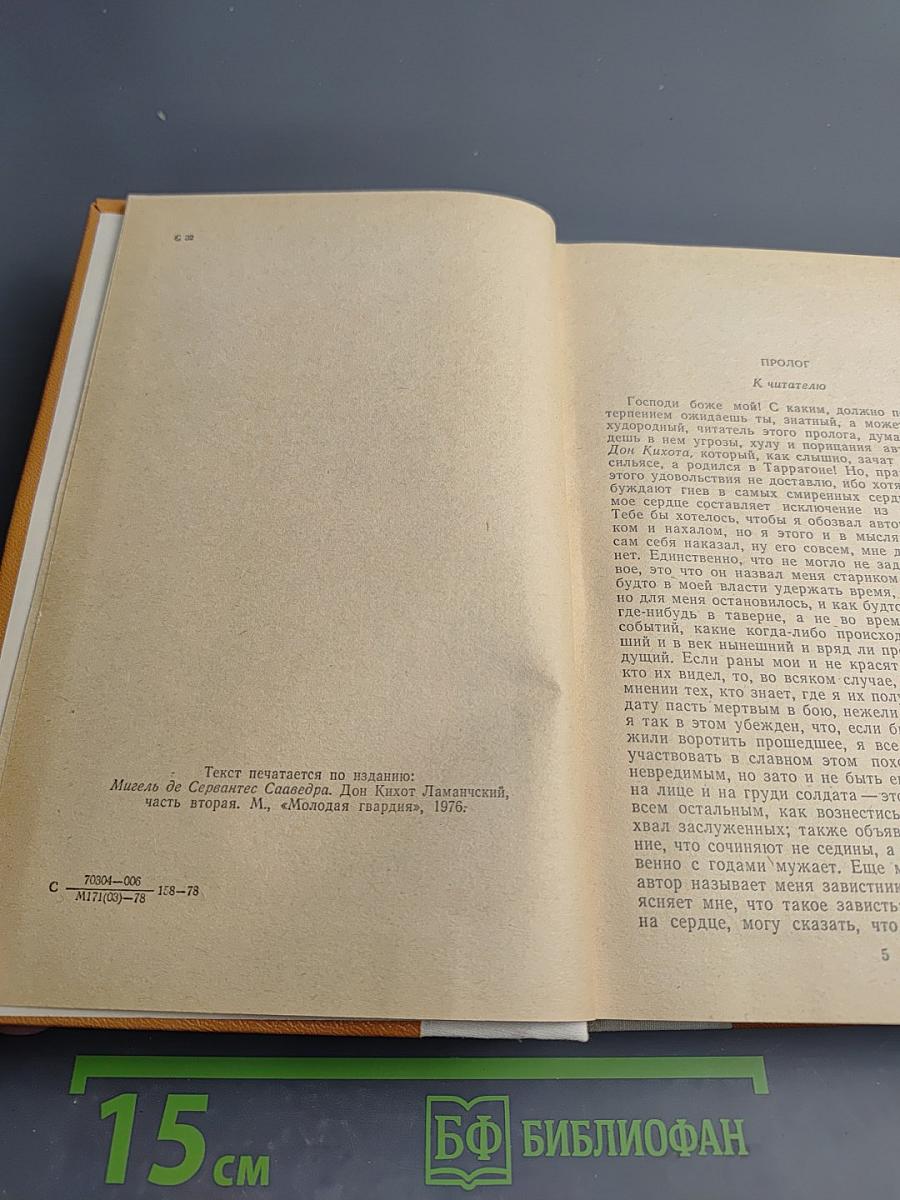 С 32
Текст печатается по изданию:
Мигель де Сервантес Сааведра. Дон Кихот Ламанчский,
часть вторая. М., «Молодая гвардия», 1976.
С 70304—006 158—78
М171(03)—78
ПРОЛОГ
К читателю
Господи боже мой! С каким, должно
терпением ожидаешь ты, знатный, а может
худородный, читатель этого пролога,
дешь в нем угрозы, хулу и порицания
Дон Кихота, который, как слышно, зачат
сильясе, а родился в Таррагоне! Но,
этого удовольствия не доставлю, ибо хотя
буждают гнев в самых смиренных
мое сердце составляет исключение из
Тебе бы хотелось, чтобы я обозвал
ком и нахалом, но я этого и в
сам себя наказал, ну его совсем, мне
нет. Единственно, что не могло не
вое, это что он назвал меня стариком
будто в моей власти удержать время,
но для меня остановилось, и как будто
где-нибудь в таверне, а не во
событий, какие когда-либо
ший и в век нынешний и вряд ли
дущий. Если раны мои и не красят
кто их видел, то, во всяком случае,
мнении тех, кто знает, где я их
дату пасть мертвым в бою, нежели
я так в этом убежден, что, если
жили воротить прошедшее, я
участвовать в славном этом
невредимым, но зато и не быть
на лице и на груди солдата — это
всем остальным, как вознестись
хвал заслуженных; также
ние, что сочиняют не седины, а
венно с годами мужает. Еще
автор называет меня
ясняет мне, что такое зависть
на сердце, могу сказать, что
5
15 см
БФ БИБЛИОФАН